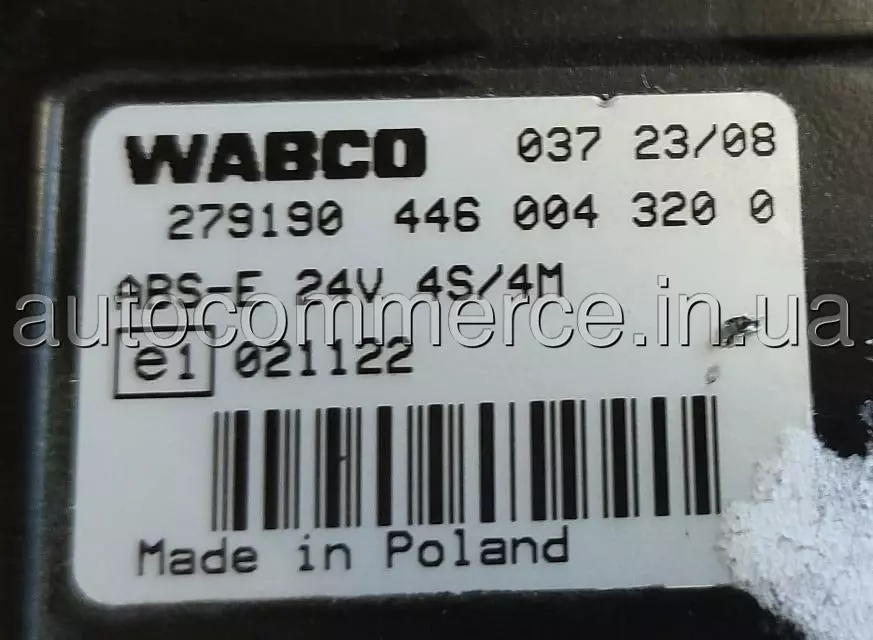 WABCO 037 23/08
279190 446 004 320 0
ABS-E 24V 4S/4M
autocommerce.in.ua
e1 021122
Made in Poland